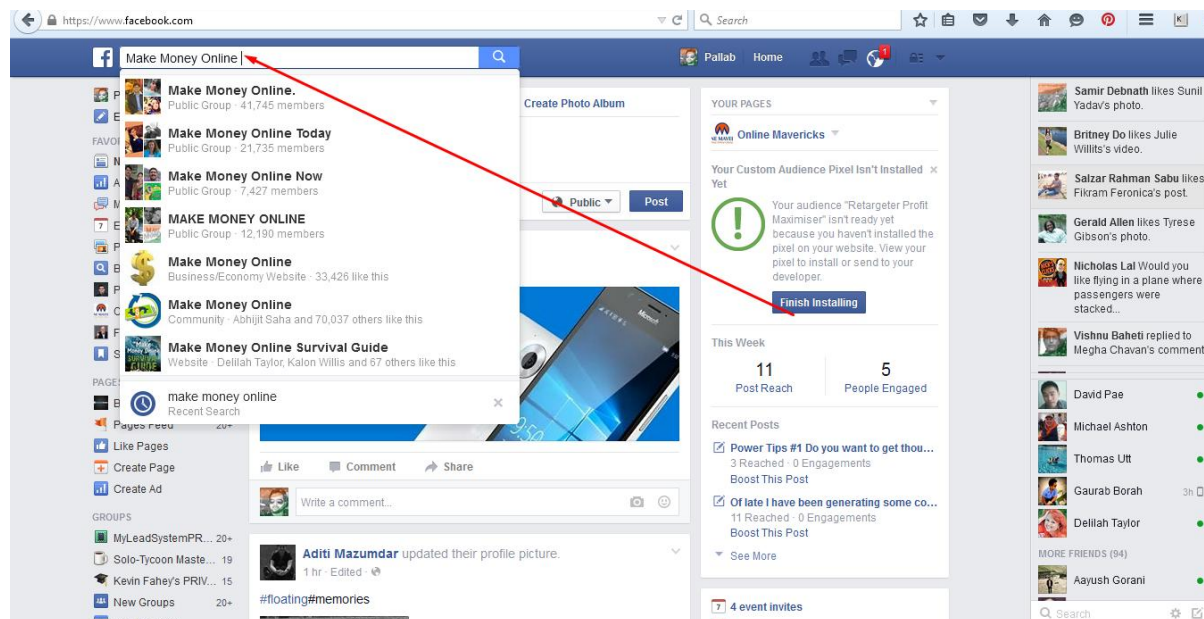 https://www.facebook.com
Search
Make Money Online
Pallab Home
1
Make Money Online.
Public Group · 41,745 members
Make Money Online Today
Public Group · 21,735 members
Make Money Online Now
Public Group · 7,427 members
MAKE MONEY ONLINE
Public Group · 12,190 members
Make Money Online
Business/Economy Website · 33,426 like this
Make Money Online
Community · Abhijit Saha and 70,037 others like this
Make Money Online Survival Guide
Website · Delilah Taylor, Kalon Willis and 67 others like this
make money online
Recent Search
Pages Feed 20+
Like Pages
Create Page
Create Ad
GROUPS
MyLeadSystemPR... 20+
Solo-Tycoon Maste... 19
Kevin Fahey's PRIV... 15
New Groups 20+
Create Photo Album
Public
Post
Microsoft
9:50
Like Comment Share
Write a comment...
Aditi Mazumdar updated their profile picture.
1 hr · Edited ·
#floating#memories
YOUR PAGES
Online Mavericks
Your Custom Audience Pixel Isn't Installed
Yet
Your audience "Retargeter Profit
Maximiser" isn't ready yet
because you haven't installed the
pixel on your website. View your
pixel to install or send to your
developer.
Finish Installing
This Week
11 5
Post Reach People Engaged
Recent Posts
Power Tips #1 Do you want to get thou...
3 Reached · 0 Engagements
Boost This Post
Of late I have been generating some co...
11 Reached · 0 Engagements
Boost This Post
See More
7 4 event invites
Samir Debnath likes Sunil
Yadav's photo.
Britney Do likes Julie
Willits's video.
Salzar Rahman Sabu likes
Fikram Feronica's post.
Gerald Allen likes Tyrese
Gibson's photo.
Nicholas Lal Would you
like flying in a plane where
passengers were
stacked...
Vishnu Baheti replied to
Megha Chavan's comment
David Pae
Michael Ashton
Thomas Utt
Gaurab Borah 3h
Delilah Taylor
MORE FRIENDS (94)
Aayush Gorani
Search